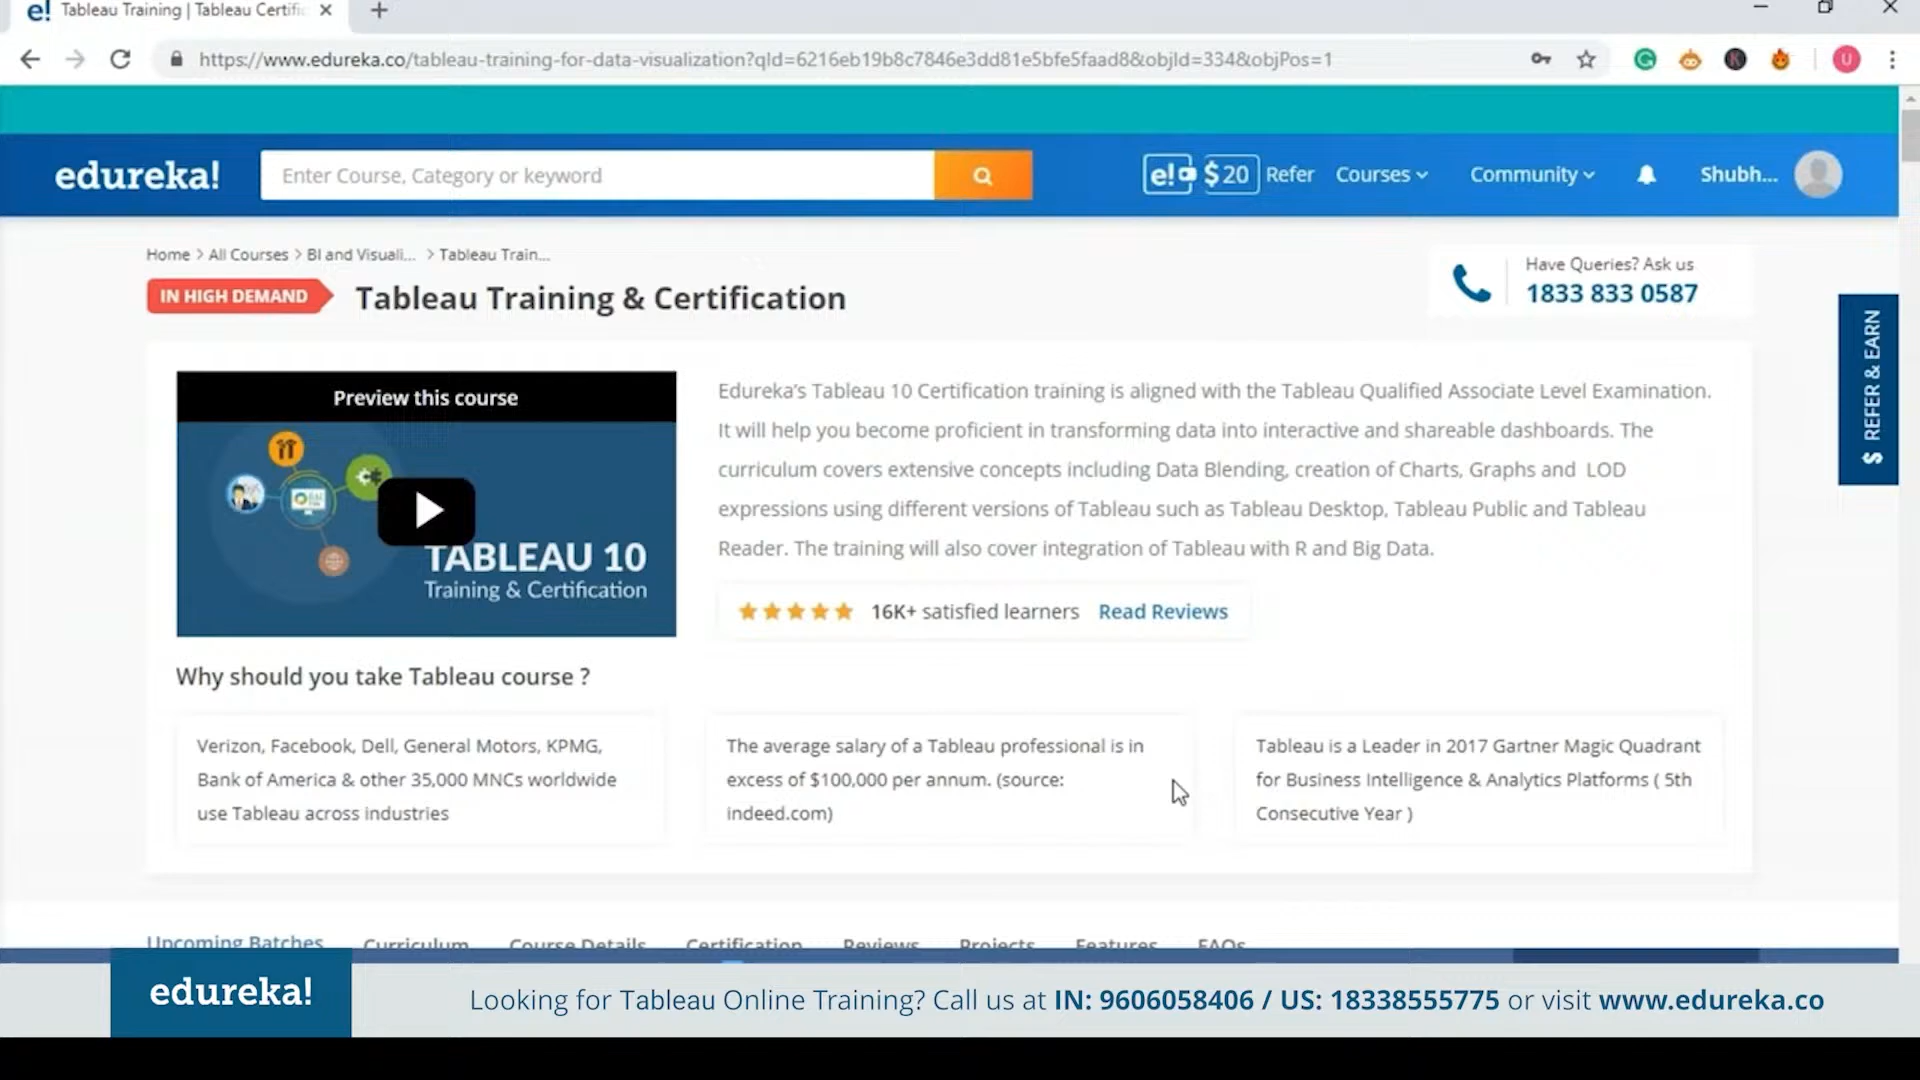 e! Tableau Training | Tableau Certific
https://www.edureka.co/tableau-training-for-data-visualization?qId=6216eb19b8c7846e3dd81e5bfe5faad8&objId=334&objPos=1
U
edureka!
Enter Course, Category or keyword
e! $20 Refer
Courses
Community
Shubh...
Home > All Courses > BI and Visuali... > Tableau Train...
IN HIGH DEMAND
Tableau Training & Certification
Have Queries? Ask us
1833 833 0587
$ REFER & EARN
Preview this course
TABLEAU 10
Training & Certification
Edureka's Tableau 10 Certification training is aligned with the Tableau Qualified Associate Level Examination.
It will help you become proficient in transforming data into interactive and shareable dashboards. The
curriculum covers extensive concepts including Data Blending, creation of Charts, Graphs and LOD
expressions using different versions of Tableau such as Tableau Desktop, Tableau Public and Tableau
Reader. The training will also cover integration of Tableau with R and Big Data.
16K+ satisfied learners Read Reviews
Why should you take Tableau course ?
Verizon, Facebook, Dell, General Motors, KPMG,
Bank of America & other 35,000 MNCs worldwide
use Tableau across industries
The average salary of a Tableau professional is in
excess of $100,000 per annum. (source:
indeed.com)
Tableau is a Leader in 2017 Gartner Magic Quadrant
for Business Intelligence & Analytics Platforms ( 5th
Consecutive Year )
Upcoming Batches Curriculum Course Details Certification Reviews Projects Features FAQs
edureka!
Looking for Tableau Online Training? Call us at IN: 9606058406 / US: 18338555775 or visit www.edureka.co